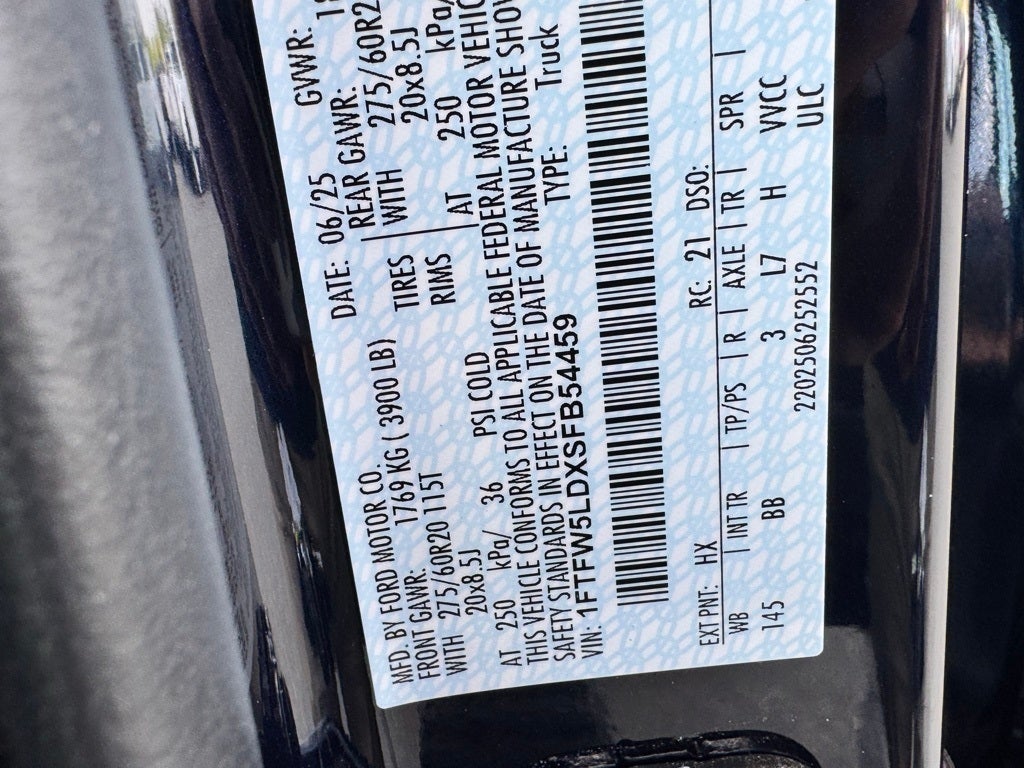 MFD. BY FORD MOTOR CO.
DATE: 06/25 GVWR:
FRONT GAWR: 1769 KG ( 3900 LB) REAR GAWR:
WITH 275/60R20 115T TIRES WITH 275/60R2
20x8.5J RIMS 20x8.5J
AT 250 kPa/ 36 PSI COLD AT 250 kPa/
THIS VEHICLE CONFORMS TO ALL APPLICABLE FEDERAL MOTOR VEHIC
SAFETY STANDARDS IN EFFECT ON THE DATE OF MANUFACTURE SHOW
VIN: 1FTFW5LDXSFB54459 TYPE: Truck
EXT PNT: HX RC: 21 DSO:
WB | INT TR | TP/PS | R | AXLE | TR | SPR |
145 BB 3 L7 H VVCC
2202506252552 ULC